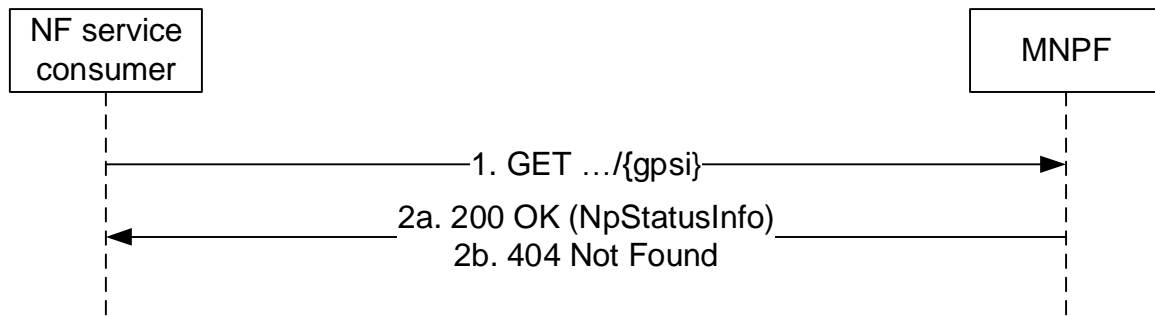 NF service
consumer
MNPF
1. GET …/{gpsi}
2a. 200 OK (NpStatusInfo)
2b. 404 Not Found